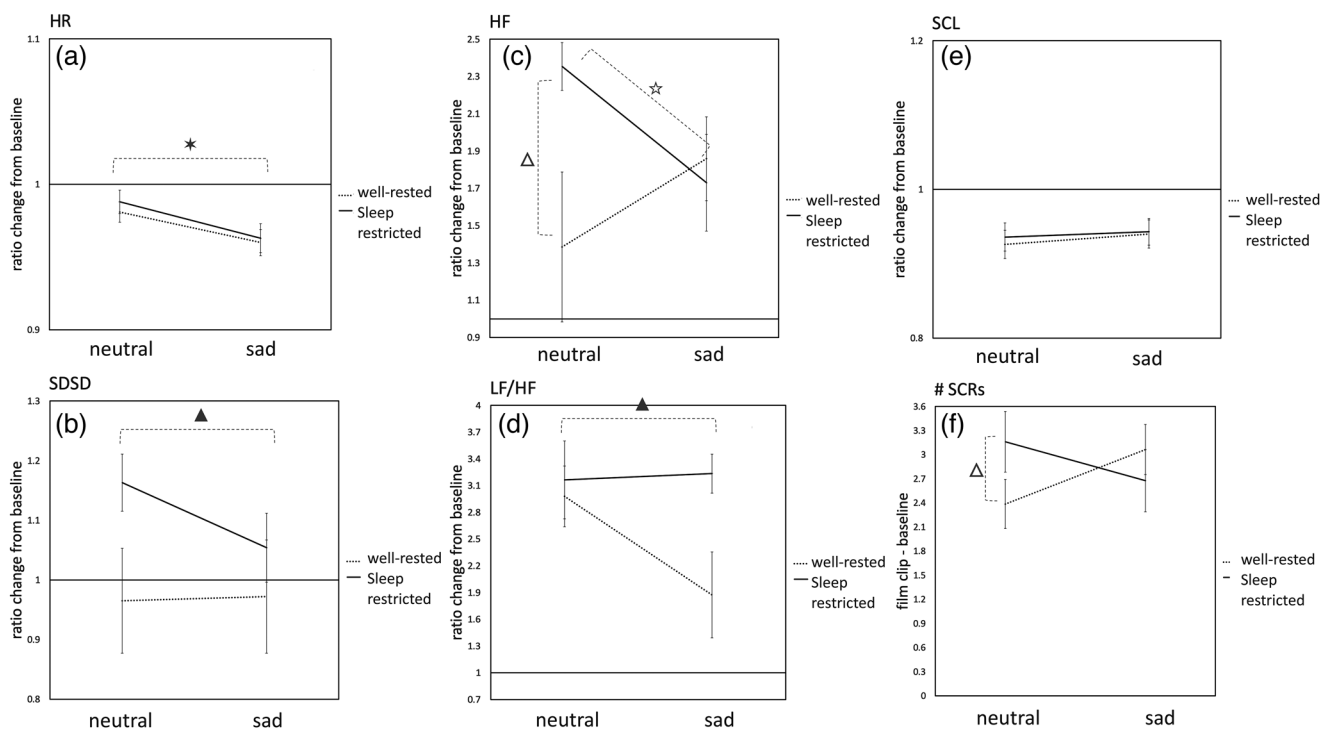 HR
(a)
ratio change from baseline
1.1
1
0.9
neutral
sad
well-rested
Sleep
restricted
HF
(c)
ratio change from baseline
2.5
2.3
2.1
1.9
1.7
1.5
1.3
1.1
0.9
neutral
sad
well-rested
Sleep
restricted
SCL
(e)
ratio change from baseline
1.2
1
0.8
neutral
sad
well-rested
Sleep
restricted
SDSD
(b)
ratio change from baseline
1.3
1.2
1.1
1
0.9
0.8
neutral
sad
well-rested
Sleep
restricted
LF/HF
(d)
ratio change from baseline
4
3.7
3.4
3.1
2.8
2.5
2.2
1.9
1.6
1.3
1
0.7
neutral
sad
well-rested
Sleep
restricted
# SCRs
(f)
film clip - baseline
3.6
3.3
3
2.7
2.4
2.1
1.8
1.5
1.2
0.9
0.6
0.3
0
neutral
sad
well-rested
Sleep
restricted